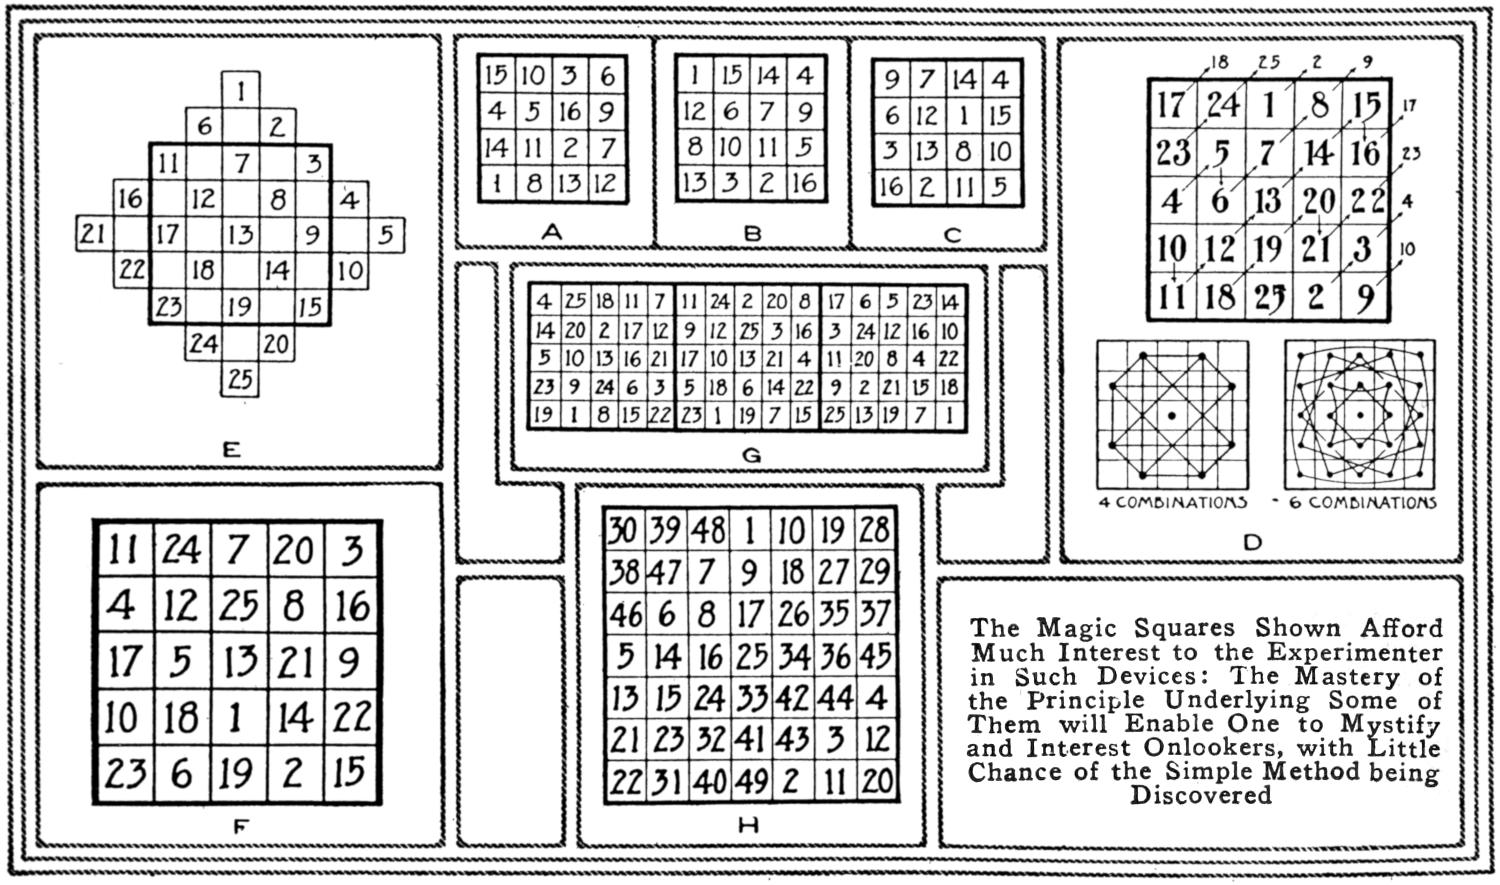 1
6 2
11 7 3
16 12 8 4
21 17 13 9 5
22 18 14 10
23 19 15
24 20
25
E
15 10 3 6
4 5 16 9
14 11 2 7
1 8 13 12
A
1 15 14 4
12 6 7 9
8 10 11 5
13 3 2 16
B
9 7 14 4
6 12 1 15
3 13 8 10
16 2 11 5
C
18 25 2 9
17 24 1 8 15 17
23 5 7 14 16 23
4 6 13 20 22 4
10 12 19 21 3 10
11 18 25 2 9
4 COMBINATIONS - 6 COMBINATIONS
D
4 25 18 11 7 11 24 2 20 8 17 6 5 23 14
14 20 2 17 12 9 12 25 3 16 3 24 12 16 10
5 10 13 16 21 17 10 13 21 4 11 20 8 4 22
23 9 24 6 3 5 18 6 14 22 9 2 21 15 18
19 1 8 15 22 23 1 19 7 15 25 13 19 7 1
G
11 24 7 20 3
4 12 25 8 16
17 5 13 21 9
10 18 1 14 22
23 6 19 2 15
F
30 39 48 1 10 19 28
38 47 7 9 18 27 29
46 6 8 17 26 35 37
5 14 16 25 34 36 45
13 15 24 33 42 44 4
21 23 32 41 43 3 12
22 31 40 49 2 11 20
H
The Magic Squares Shown Afford
Much Interest to the Experimenter
in Such Devices: The Mastery of
the Principle Underlying Some of
Them will Enable One to Mystify
and Interest Onlookers, with Little
Chance of the Simple Method being
Discovered